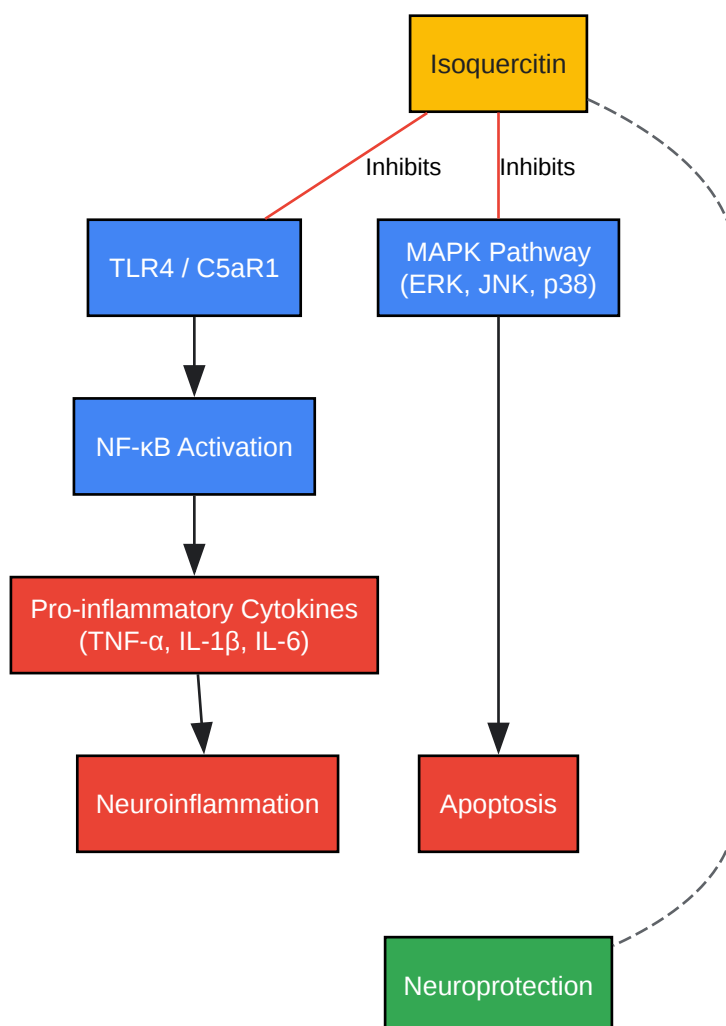 Isoquercitin
Inhibits
Inhibits
TLR4 / C5aR1
MAPK Pathway
(ERK, JNK, p38)
NF-κB Activation
Pro-inflammatory Cytokines
(TNF-α, IL-1β, IL-6)
Neuroinflammation
Apoptosis
Neuroprotection